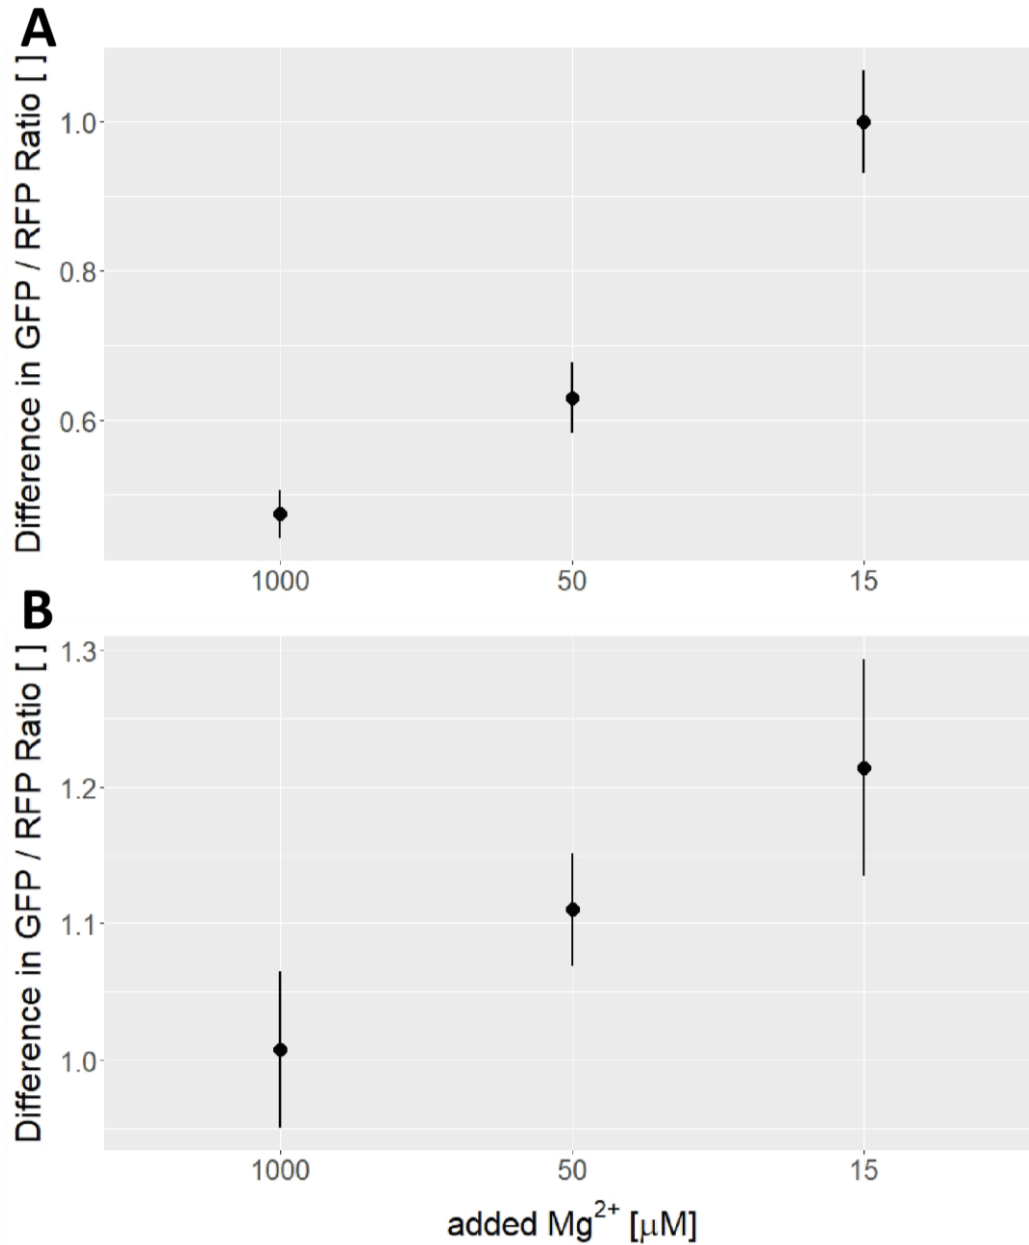 A
Difference in GFP / RFP Ratio [ ]
1.0
0.8
0.6
1000 50 15
B
Difference in GFP / RFP Ratio [ ]
1.3
1.2
1.1
1.0
1000 50 15
added Mg²⁺ [μM]